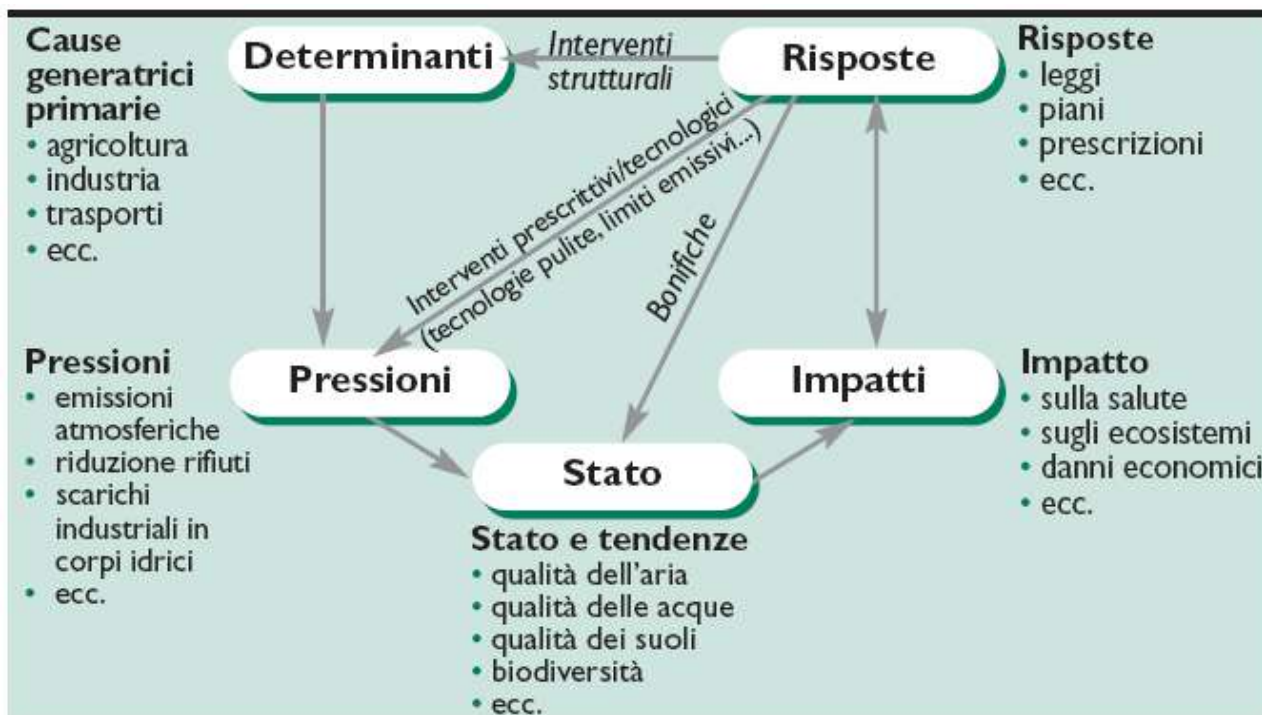 Cause
generatrici
primarie
• agricoltura
• industria
• trasporti
• ecc.
Determinanti
Interventi
strutturali
Risposte
Risposte
• leggi
• piani
• prescrizioni
• ecc.
Interventi prescrittivi/tecnologici
(tecnologie pulite, limiti emissivi...)
Bonifiche
Pressioni
• emissioni
atmosferiche
• riduzione rifiuti
• scarichi
industriali in
corpi idrici
• ecc.
Pressioni
Stato
Stato e tendenze
• qualità dell'aria
• qualità delle acque
• qualità dei suoli
• biodiversità
• ecc.
Impatti
Impatto
• sulla salute
• sugli ecosistemi
• danni economici
• ecc.